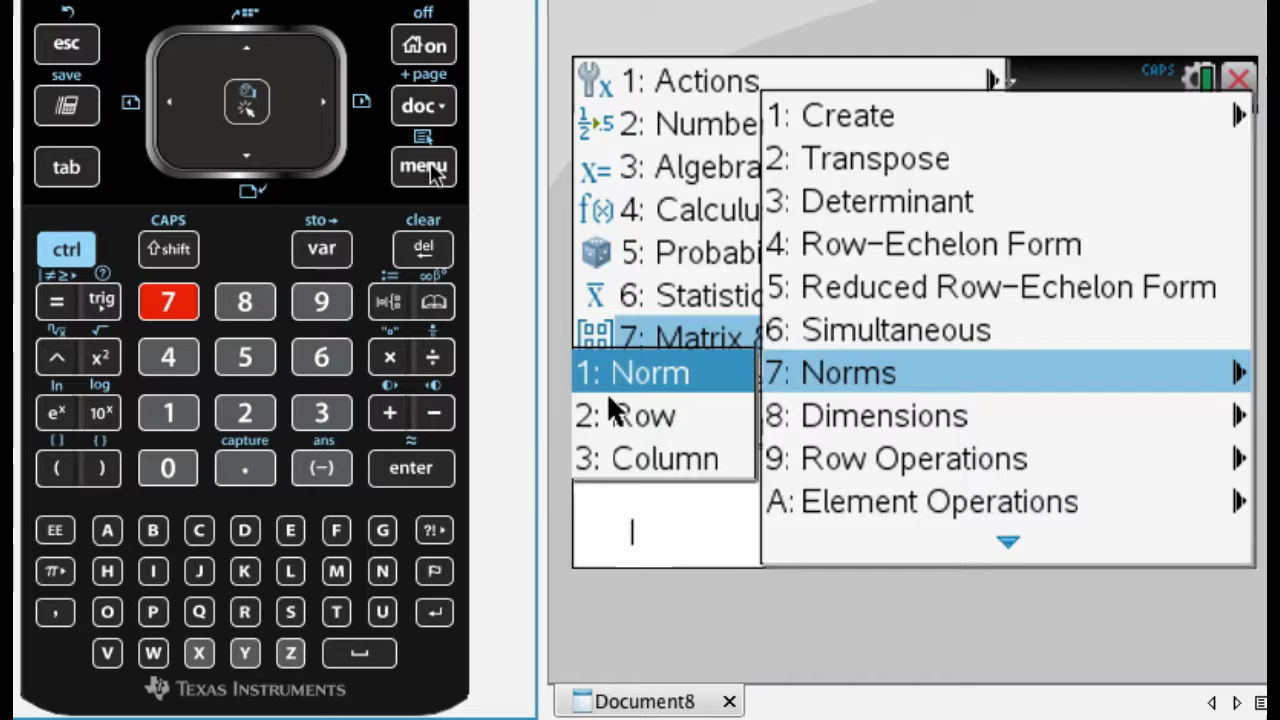 off
esc
on
save
+ page
doc
tab
menu
CAPS
sto→
clear
ctrl
⇧shift
var
del
|≠≥▸
:=
∞β°
=
trig
7
8
9
^
x²
4
5
6
×
÷
ln
log
eˣ
10ˣ
1
2
3
+
−
[ ]
{ }
capture
ans
≈
(
)
0
.
(−)
enter
EE
A
B
C
D
E
F
G
?!▸
π▸
H
I
J
K
L
M
N
,
O
P
Q
R
S
T
U
V
W
X
Y
Z
TEXAS INSTRUMENTS
CAPS
1: Actions
2: Numbe
3: Algebra
4: Calculu
5: Probabi
6: Statistic
7: Matrix
1: Create
2: Transpose
3: Determinant
4: Row-Echelon Form
5: Reduced Row-Echelon Form
6: Simultaneous
7: Norms
8: Dimensions
9: Row Operations
A: Element Operations
1: Norm
2: Row
3: Column
Document8